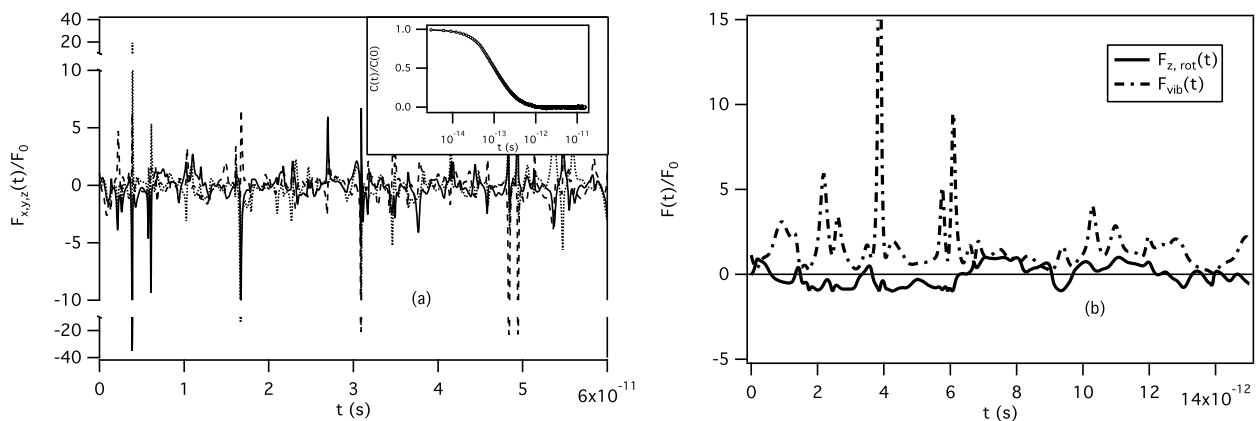 40
20
10
5
0
-5
-10
-20
-40
F_{x,y,z}(t)/F_0
0
1
2
3
4
5
6x10^{-11}
t (s)
(a)
1.0
0.5
0.0
C(t)/C(0)
10^{-14}
10^{-13}
10^{-12}
10^{-11}
t (s)
15
10
5
0
-5
F(t)/F_0
F_{z, rot}(t)
F_{vib}(t)
(b)
0
2
4
6
8
10
12
14x10^{-12}
t (s)